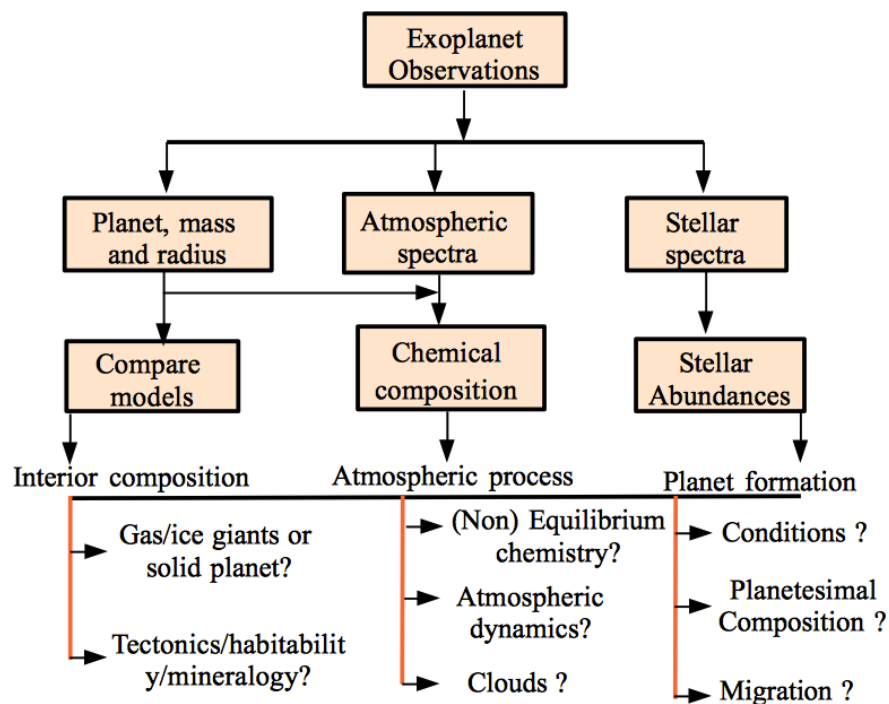 Exoplanet
Observations
Planet, mass
and radius
Atmospheric
spectra
Stellar
spectra
Compare
models
Chemical
composition
Stellar
Abundances
Interior composition
Atmospheric process
Planet formation
Gas/ice giants or
solid planet?
Tectonics/habitabilit
y/mineralogy?
(Non) Equilibrium
chemistry?
Atmospheric
dynamics?
Clouds ?
Conditions ?
Planetesimal
Composition ?
Migration ?